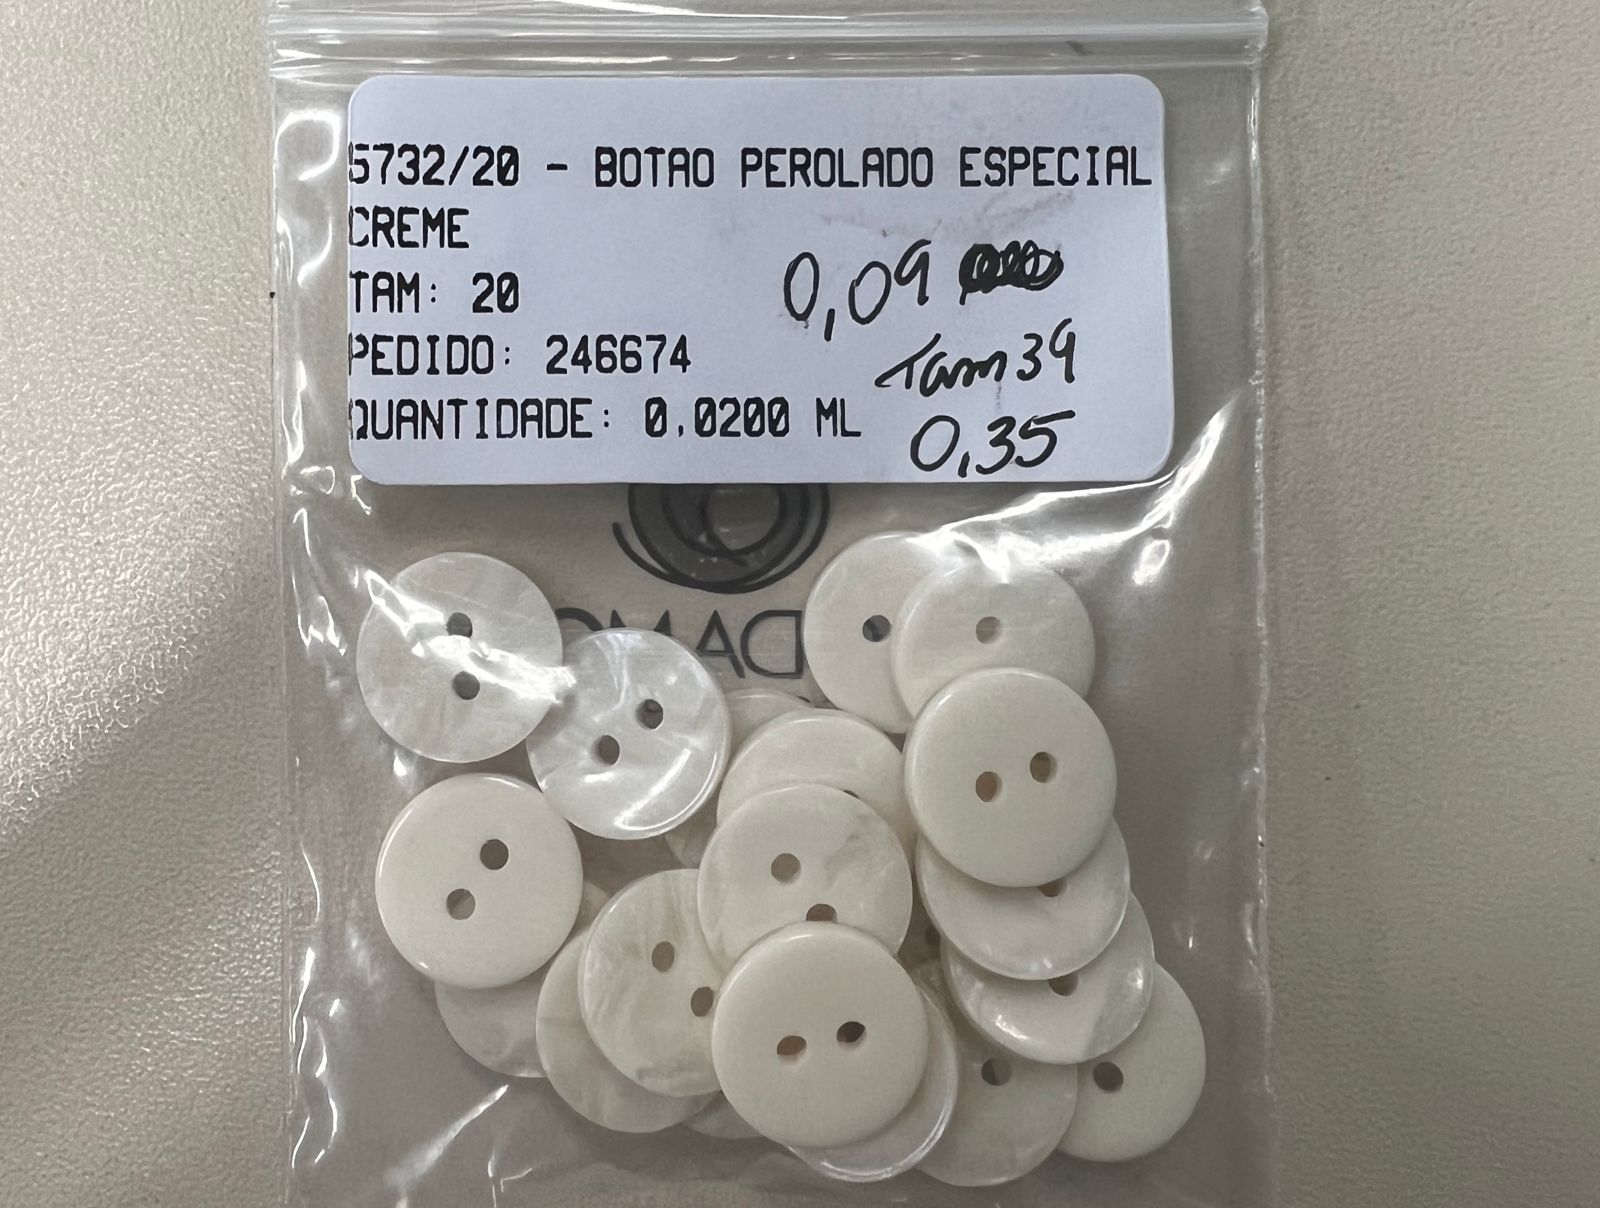 5732/20 - BOTAO PEROLADO ESPECIAL
CREME
TAM: 20
PEDIDO: 246674
QUANTIDADE: 0,0200 ML
0,09
Tam 39
0,35